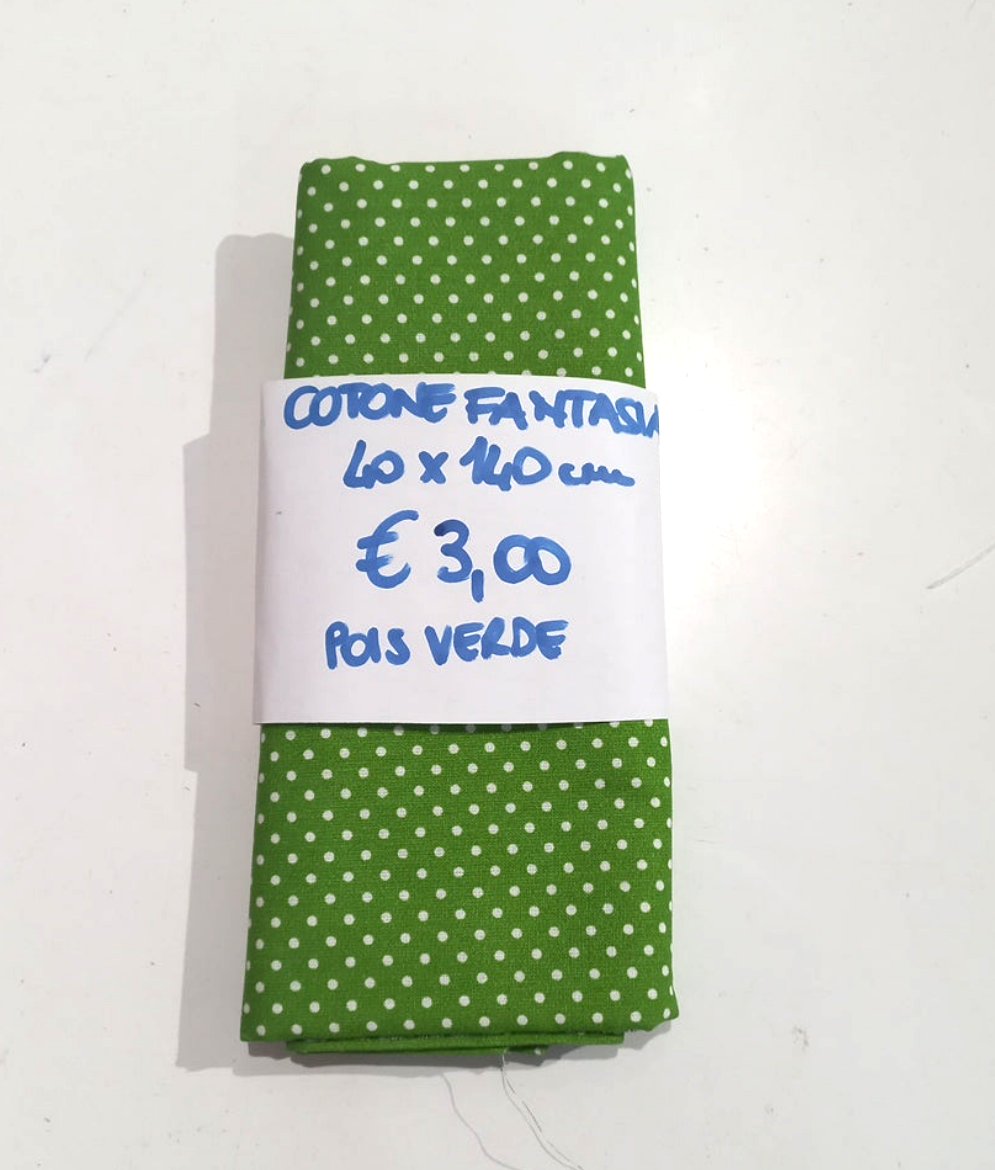 COTONE FANTASIA
40 x 140 cm
€ 3,00
POIS VERDE